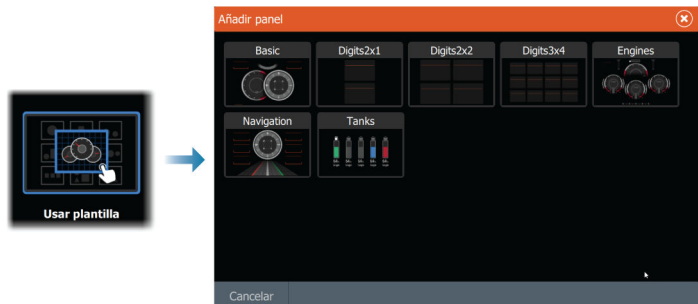 Añadir panel
Basic
Digits2x1
Digits2x2
Digits3x4
Engines
Navigation
Tanks
Usar plantilla
Cancelar